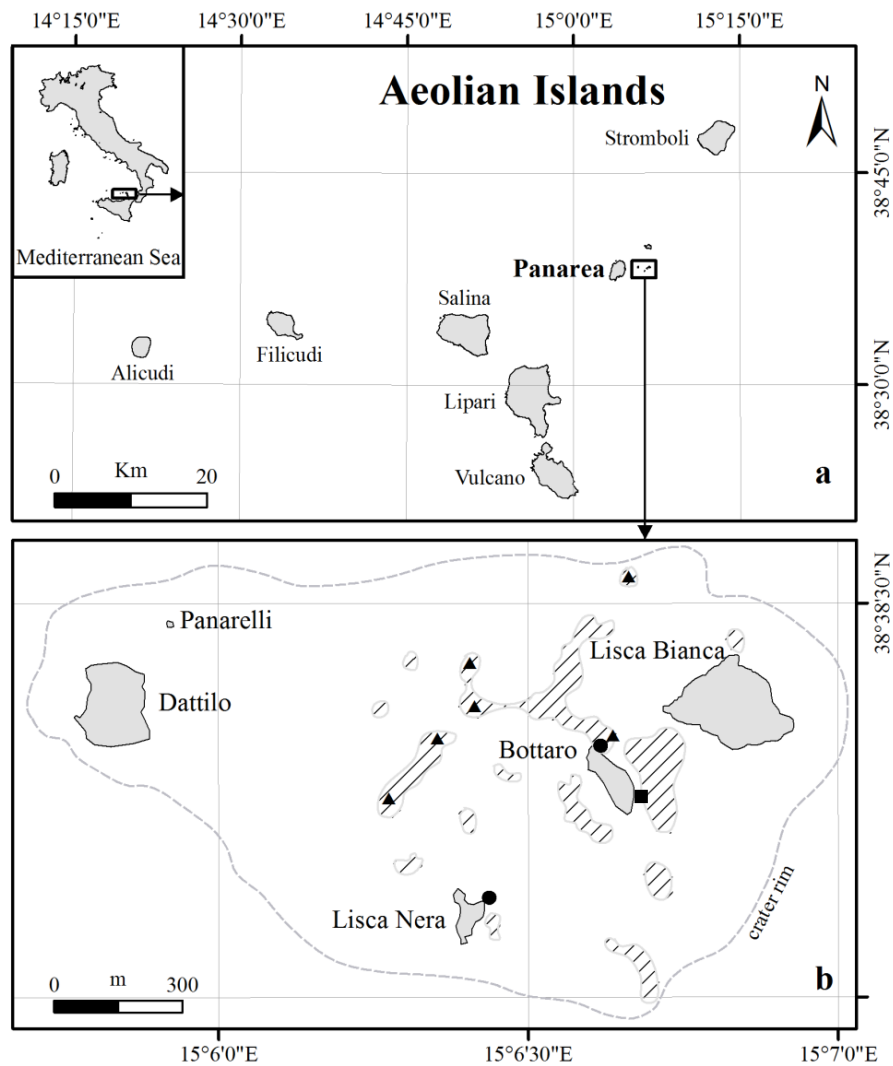 14°15'0"E 14°30'0"E 14°45'0"E 15°0'0"E 15°15'0"E
Aeolian Islands
N
Stromboli
38°45'0"N
Mediterranean Sea
Panarea
Salina
Filicudi
Alicudi
38°30'0"N
Lipari
Km
0 20
Vulcano
a
38°38'30"N
Panarelli
Lisca Bianca
Dattilo
Bottaro
Lisca Nera
crater rim
m
0 300
b
15°6'0"E 15°6'30"E 15°7'0"E